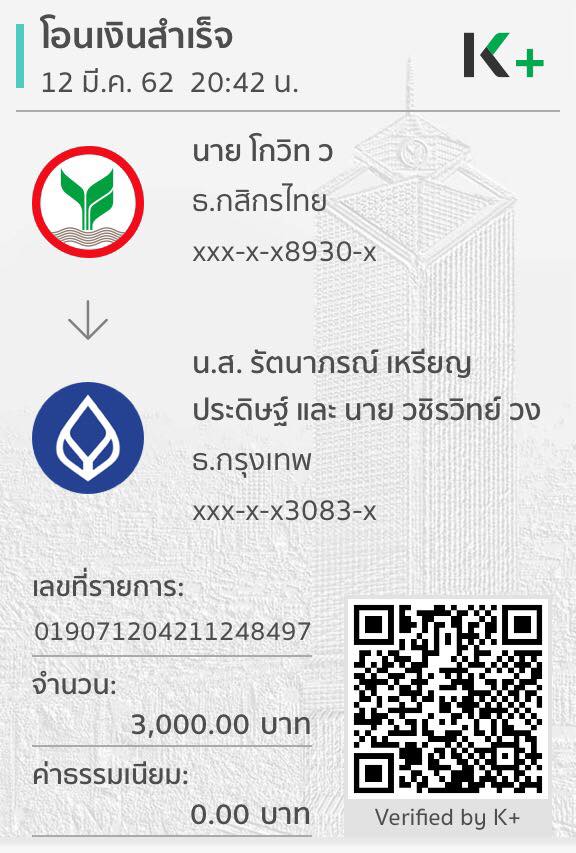 โอนเงินสำเร็จ
12 มี.ค. 62 20:42 น.
K+
นาย โกวิท ว
ธ.กสิกรไทย
xxx-x-x8930-x
น.ส. รัตนาภรณ์ เหรียญ
ประดิษฐ์ และ นาย วชิรวิทย์ วง
ธ.กรุงเทพ
xxx-x-x3083-x
เลขที่รายการ:
019071204211248497
จำนวน:
3,000.00 บาท
ค่าธรรมเนียม:
0.00 บาท
Verified by K+